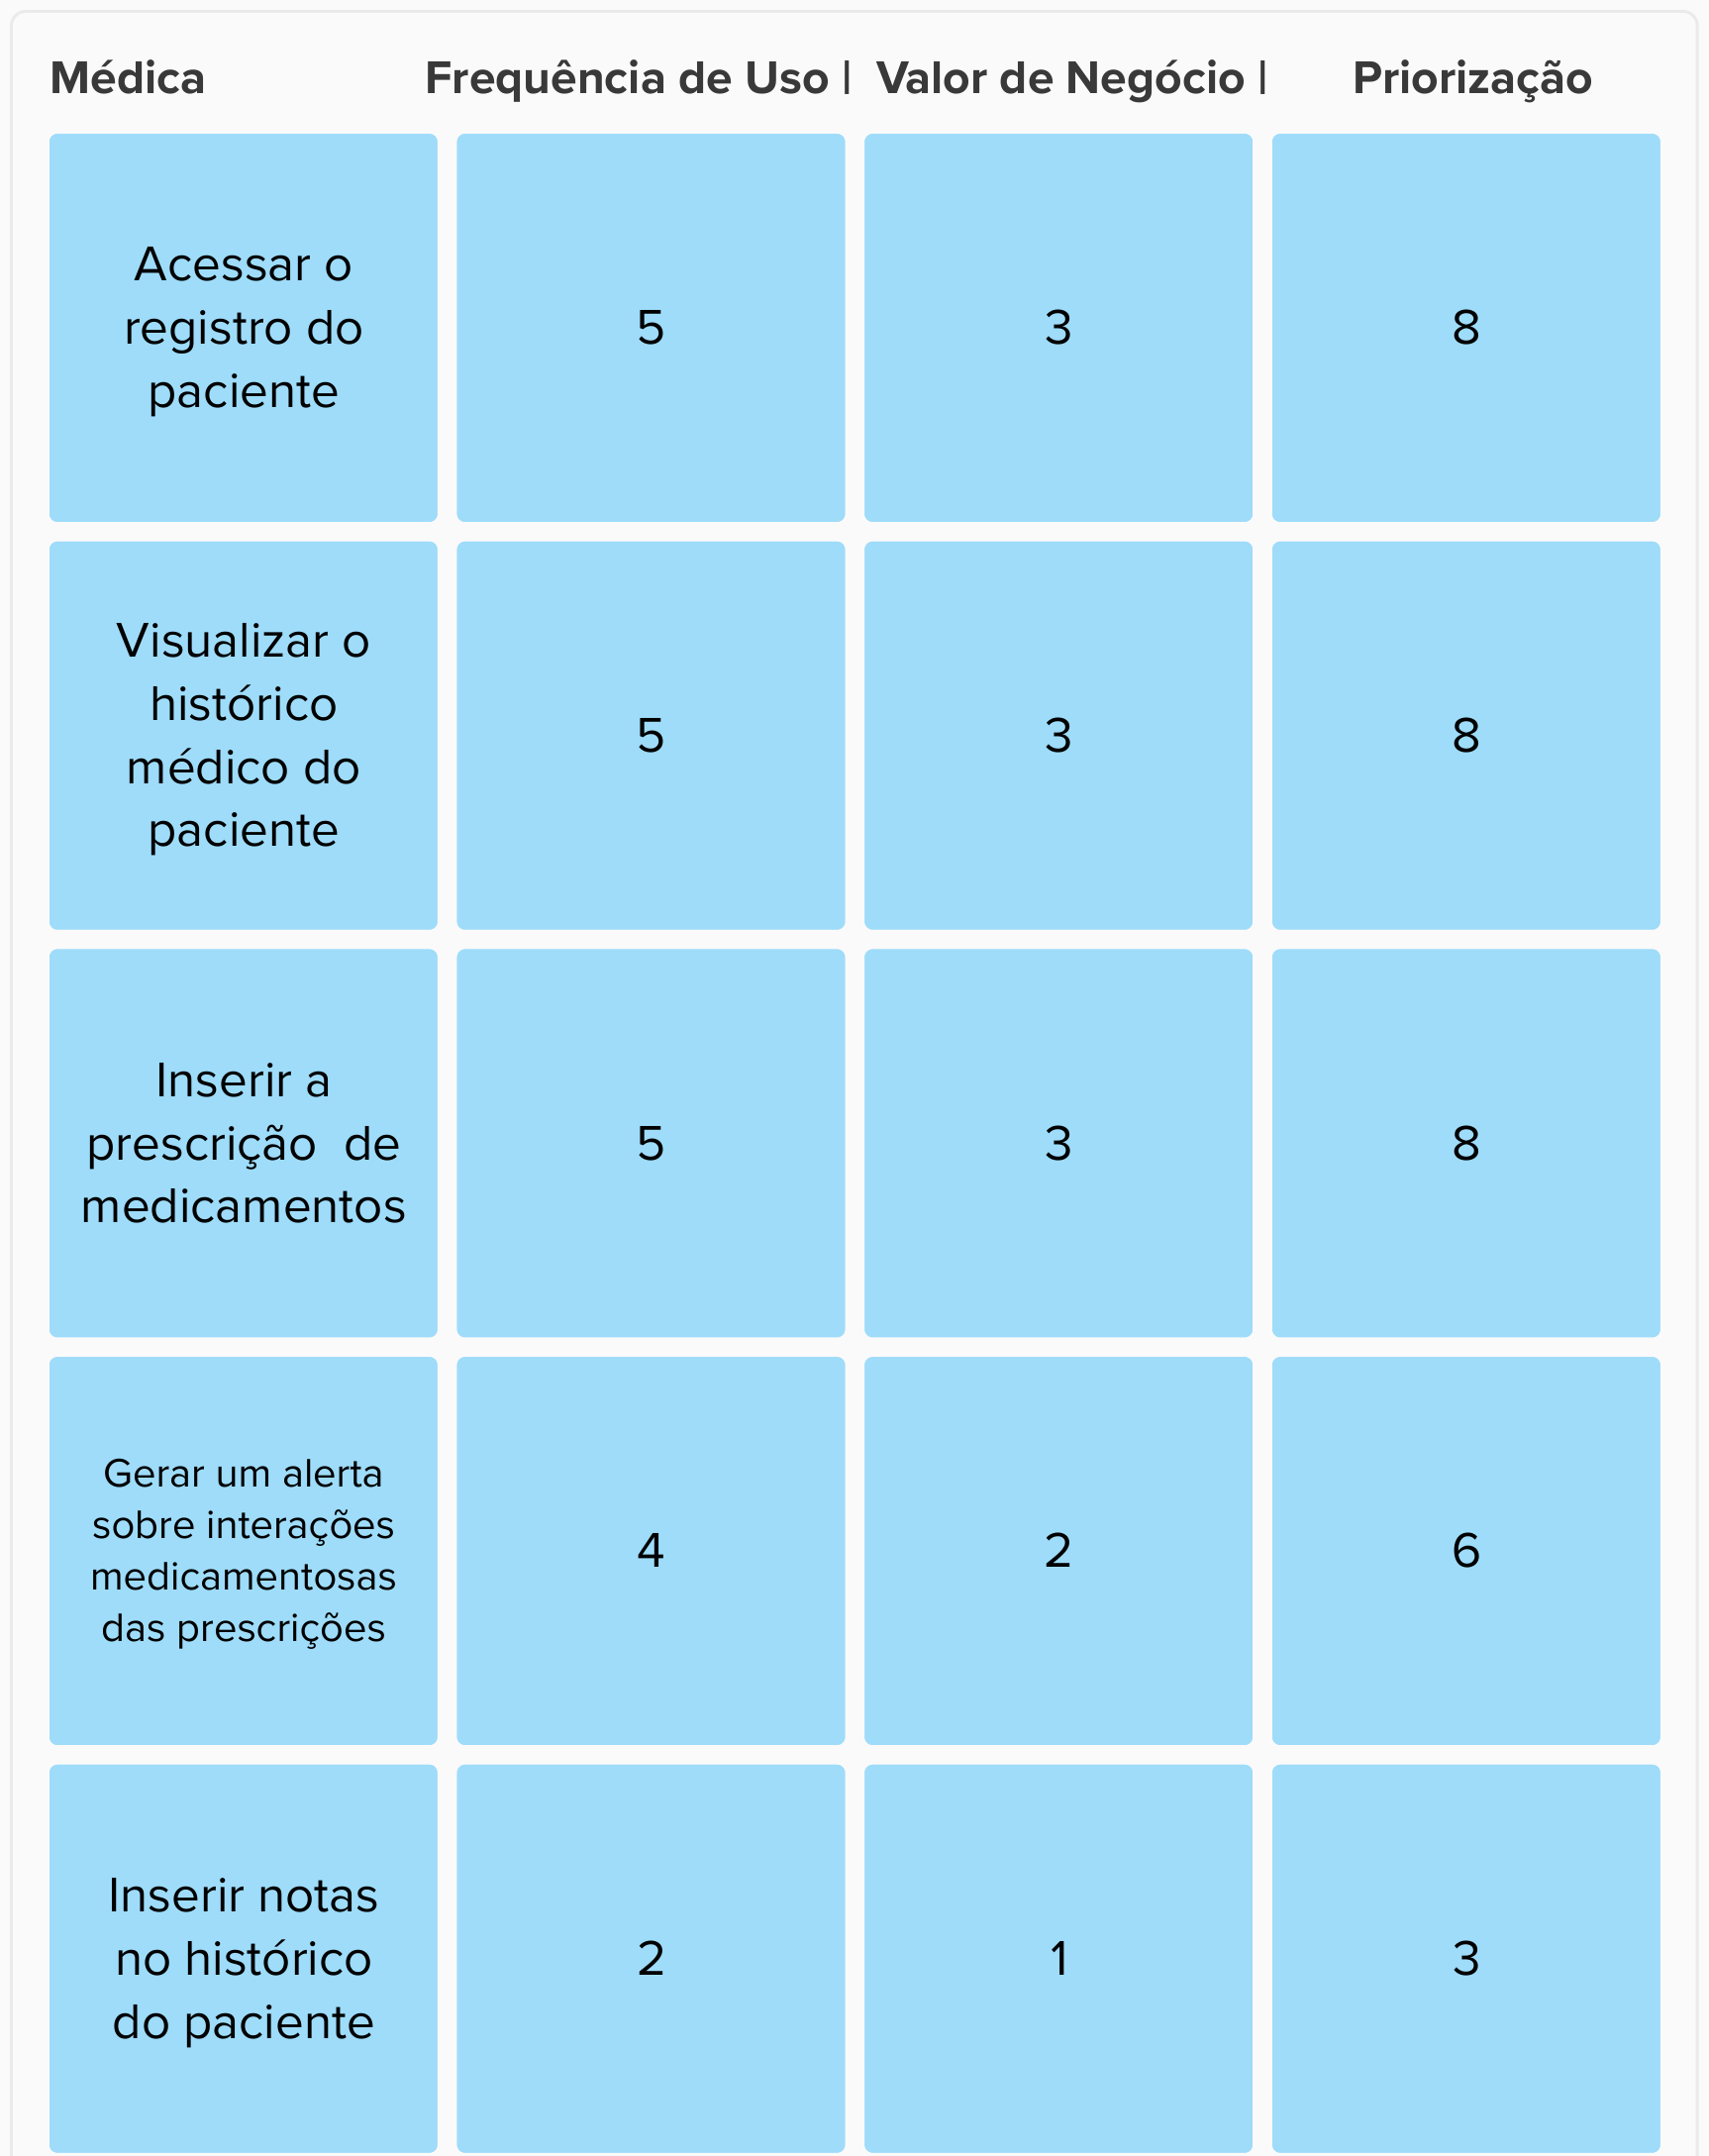 Médica Frequência de Uso | Valor de Negócio | Priorização
Acessar o
registro do
paciente
5 3 8
Visualizar o
histórico
médico do
paciente
5 3 8
Inserir a
prescrição  de
medicamentos
5 3 8
Gerar um alerta
sobre interações
medicamentosas
das prescrições
4 2 6
Inserir notas
no histórico
do paciente
2 1 3